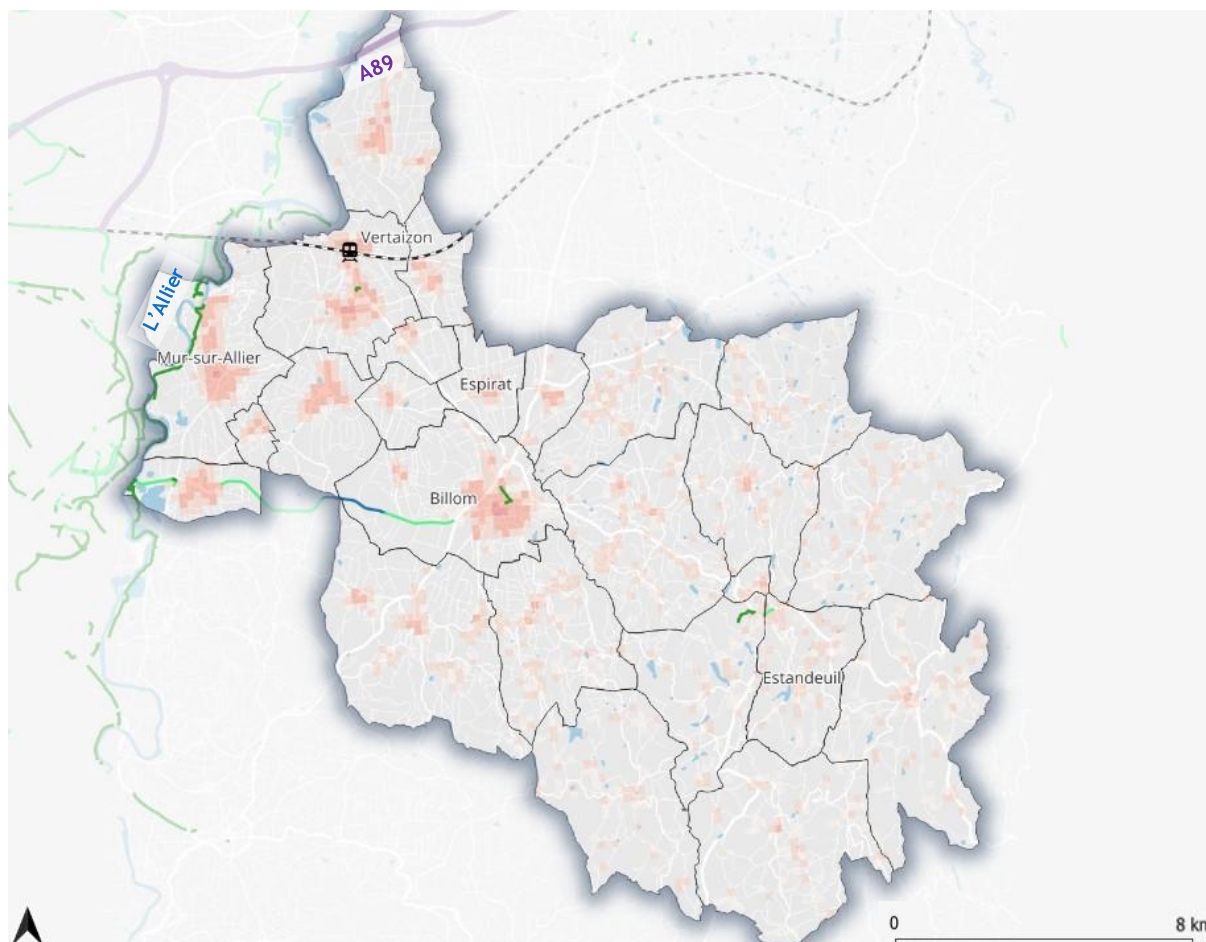 A89
Vertaizon
L'Allier
Mur-sur-Allier
Espirat
Billom
Estandeuil
0
8 km